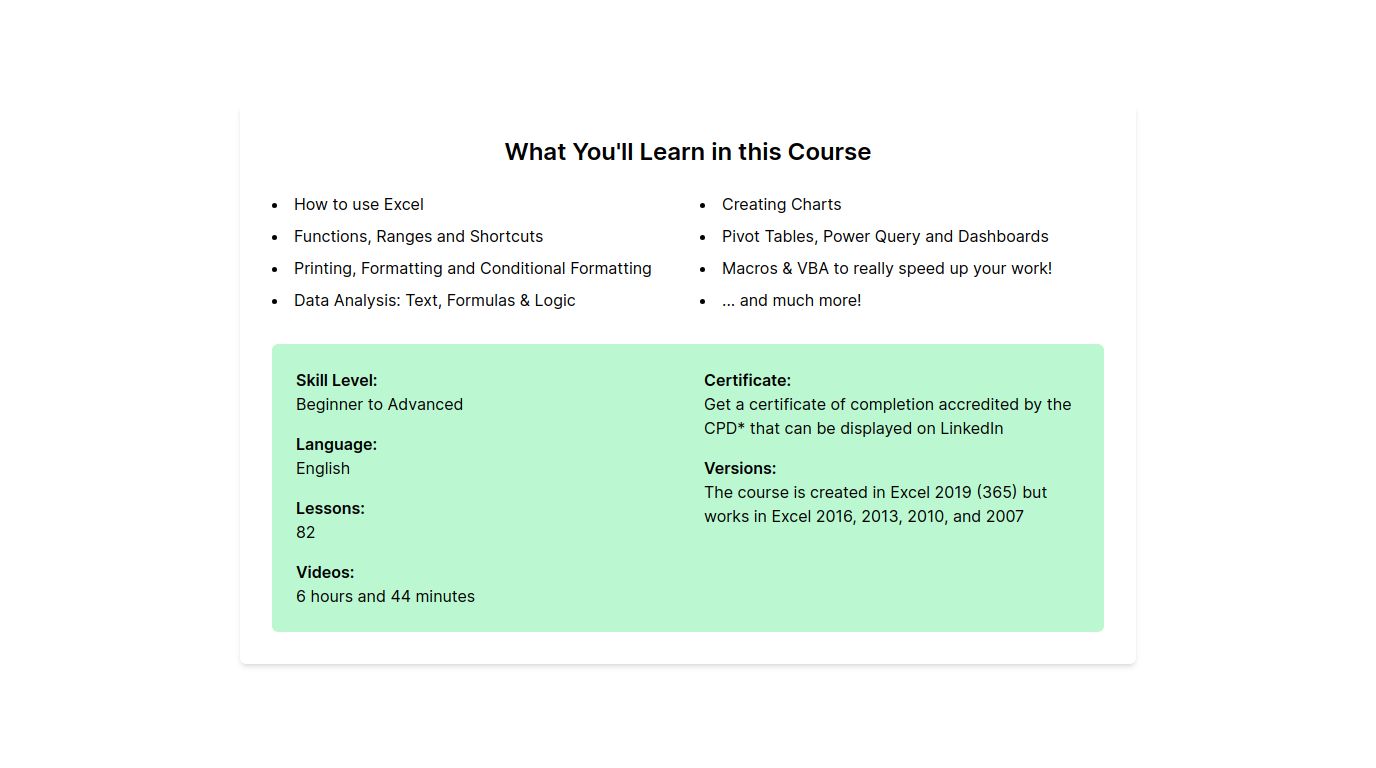 What You'll Learn in this Course
• How to use Excel
• Functions, Ranges and Shortcuts
• Printing, Formatting and Conditional Formatting
• Data Analysis: Text, Formulas & Logic
• Creating Charts
• Pivot Tables, Power Query and Dashboards
• Macros & VBA to really speed up your work!
• ... and much more!
Skill Level:
Beginner to Advanced
Language:
English
Lessons:
82
Videos:
6 hours and 44 minutes
Certificate:
Get a certificate of completion accredited by the
CPD* that can be displayed on LinkedIn
Versions:
The course is created in Excel 2019 (365) but
works in Excel 2016, 2013, 2010, and 2007